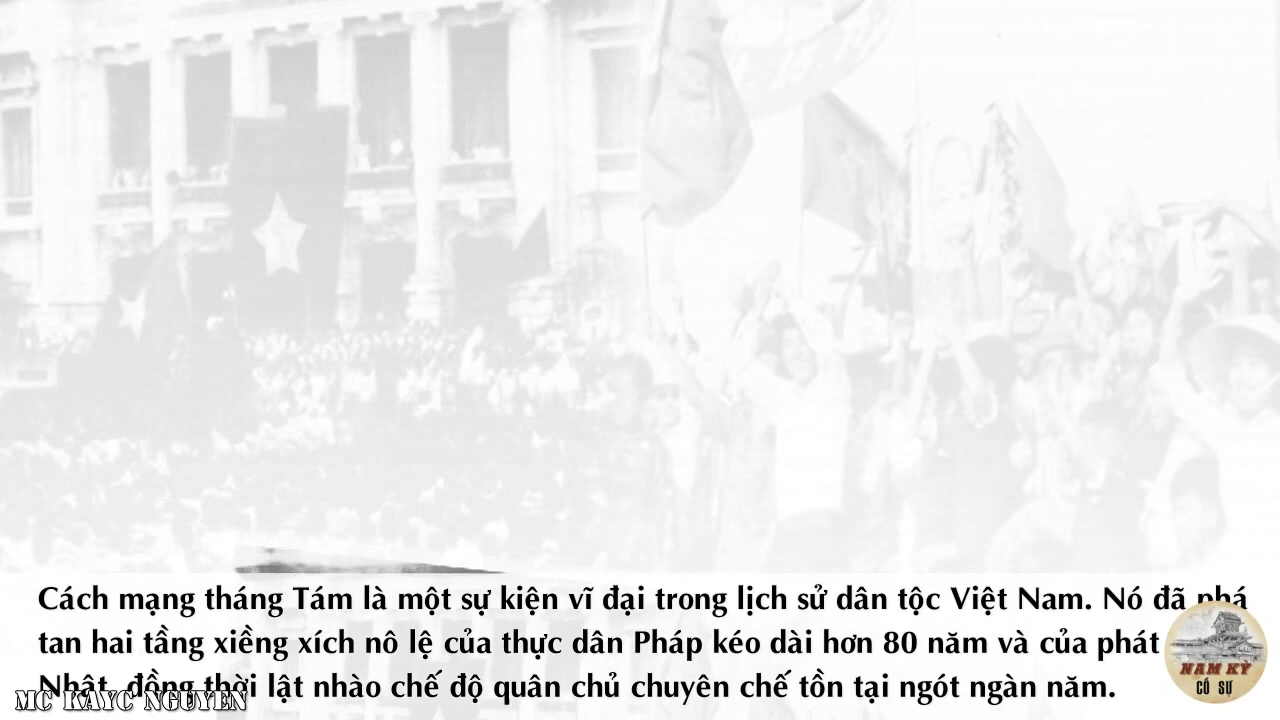 Cách mạng tháng Tám là một sự kiện vĩ đại trong lịch sử dân tộc Việt Nam. Nó đã phá
tan hai tầng xiềng xích nô lệ của thực dân Pháp kéo dài hơn 80 năm và của phát
Nhật, đồng thời lật nhào chế độ quân chủ chuyên chế tồn tại ngót ngàn năm.
MC KAYC NGUYEN
NAM KỲ
CỐ SỰ